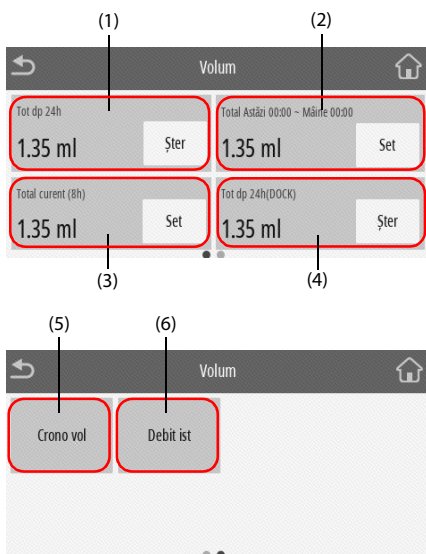 (1) (2)
Volum
Tot dp 24h
1.35 ml
Șter
Total Astăzi 00:00 ~ Mâine 00:00
1.35 ml
Set
Total curent (8h)
1.35 ml
Set
Tot dp 24h(DOCK)
1.35 ml
Șter
(3) (4)
(5) (6)
Volum
Crono vol
Debit ist